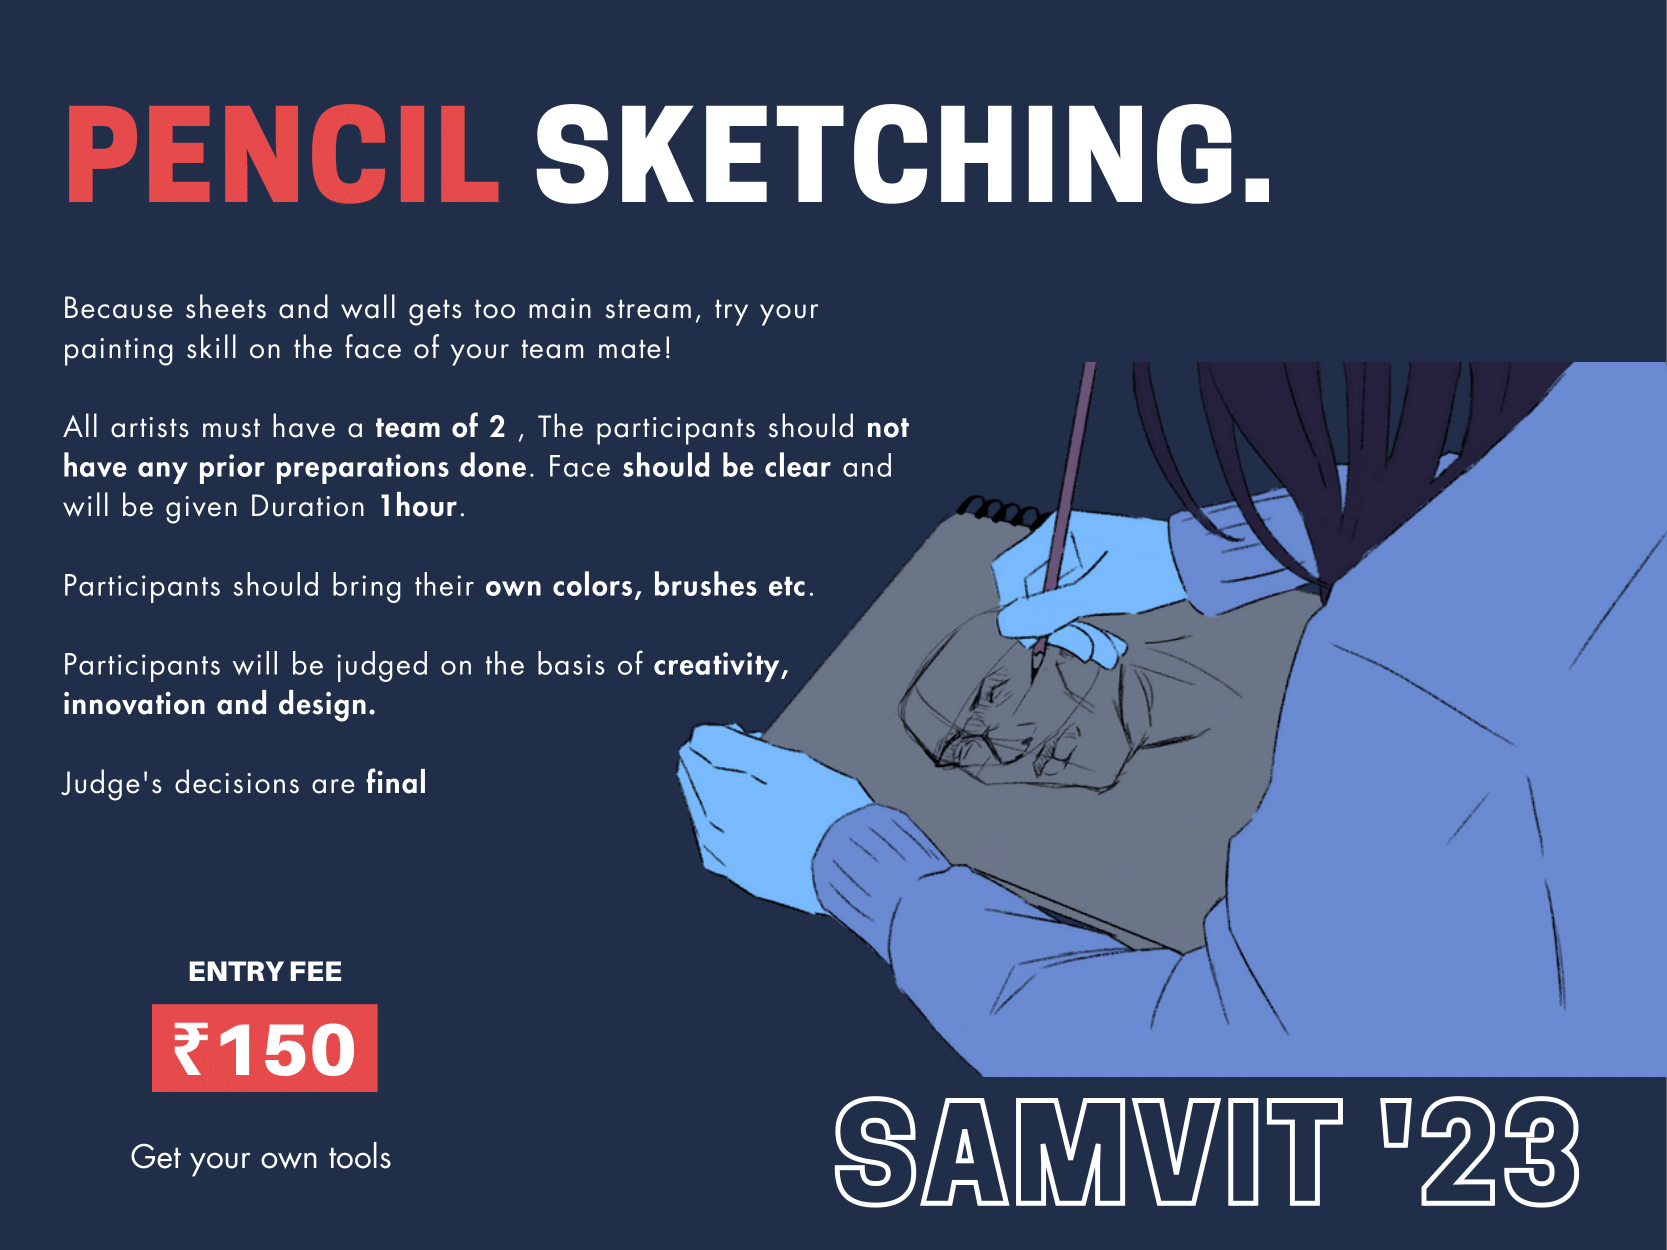 PENCIL SKETCHING.
Because sheets and wall gets too main stream, try your
painting skill on the face of your team mate!
All artists must have a team of 2 , The participants should not
have any prior preparations done. Face should be clear and
will be given Duration 1hour.
Participants should bring their own colors, brushes etc.
Participants will be judged on the basis of creativity,
innovation and design.
Judge's decisions are final
ENTRY FEE
₹150
Get your own tools
SAMVIT '23